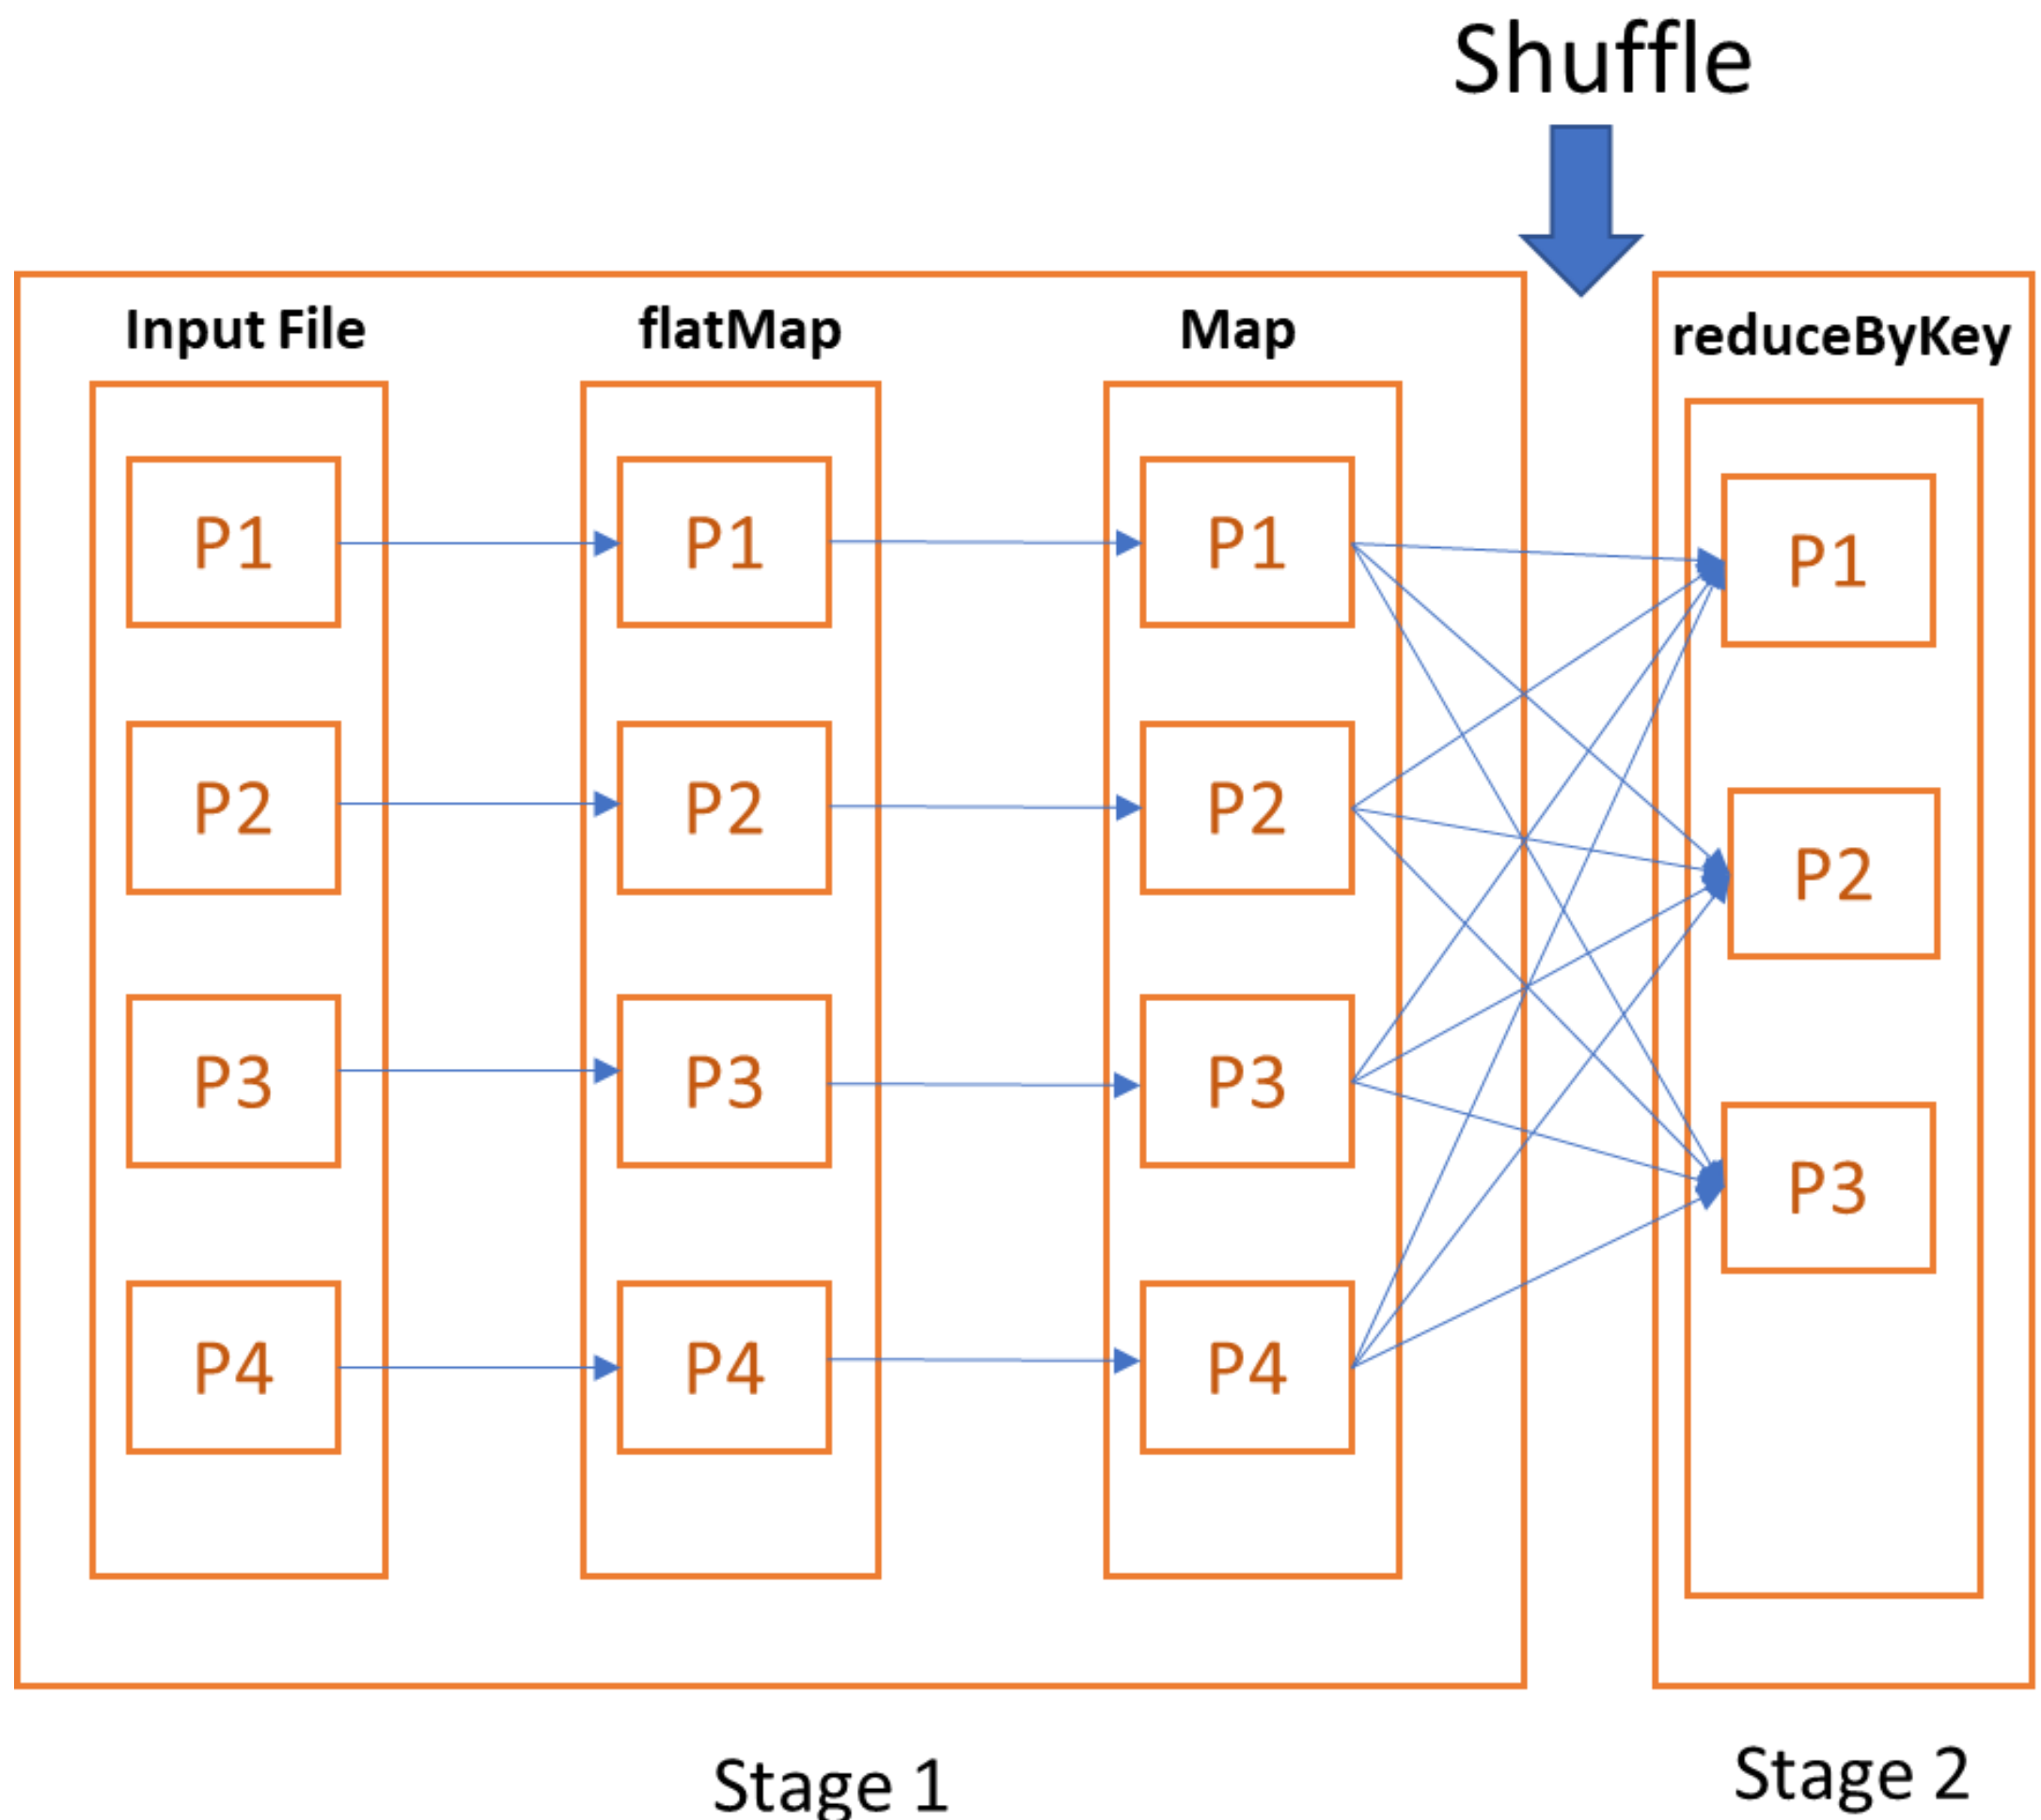 Shuffle
Input File
flatMap
Map
reduceByKey
P1
P1
P1
P1
P2
P2
P2
P2
P3
P3
P3
P3
P4
P4
P4
Stage 1
Stage 2